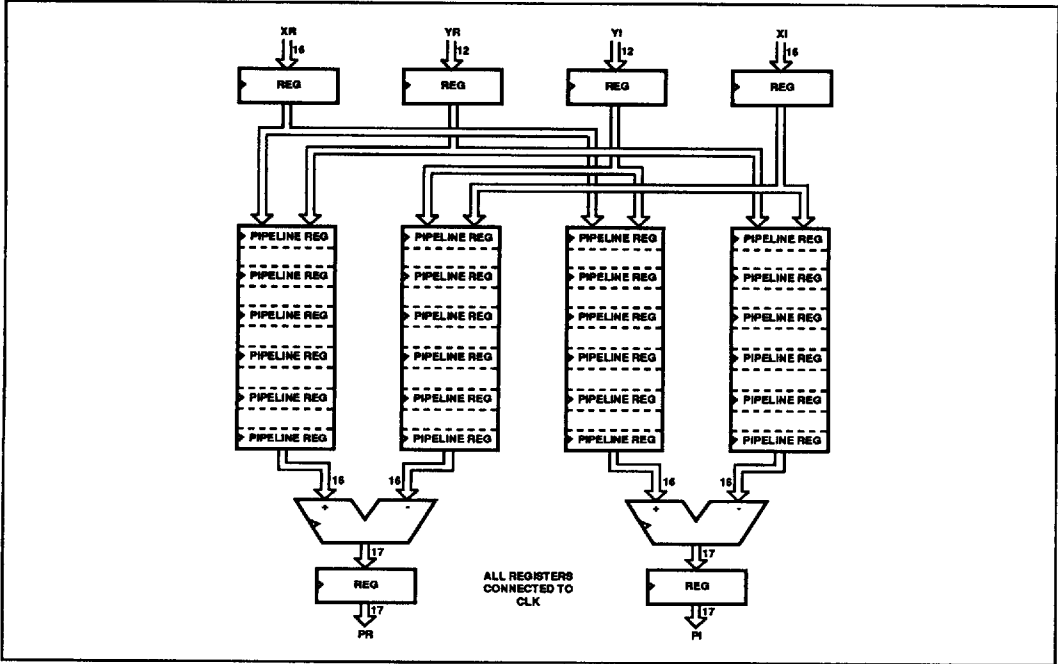 XR YR YI XI
16 12 12 16
REG REG REG REG
PIPELINE REG PIPELINE REG PIPELINE REG PIPELINE REG
PIPELINE REG PIPELINE REG PIPELINE REG PIPELINE REG
PIPELINE REG PIPELINE REG PIPELINE REG PIPELINE REG
PIPELINE REG PIPELINE REG PIPELINE REG PIPELINE REG
PIPELINE REG PIPELINE REG PIPELINE REG PIPELINE REG
PIPELINE REG PIPELINE REG PIPELINE REG PIPELINE REG
16 16 16 16
+ - + -
17 17
REG REG
ALL REGISTERS
CONNECTED TO
CLK
17 17
PR PI